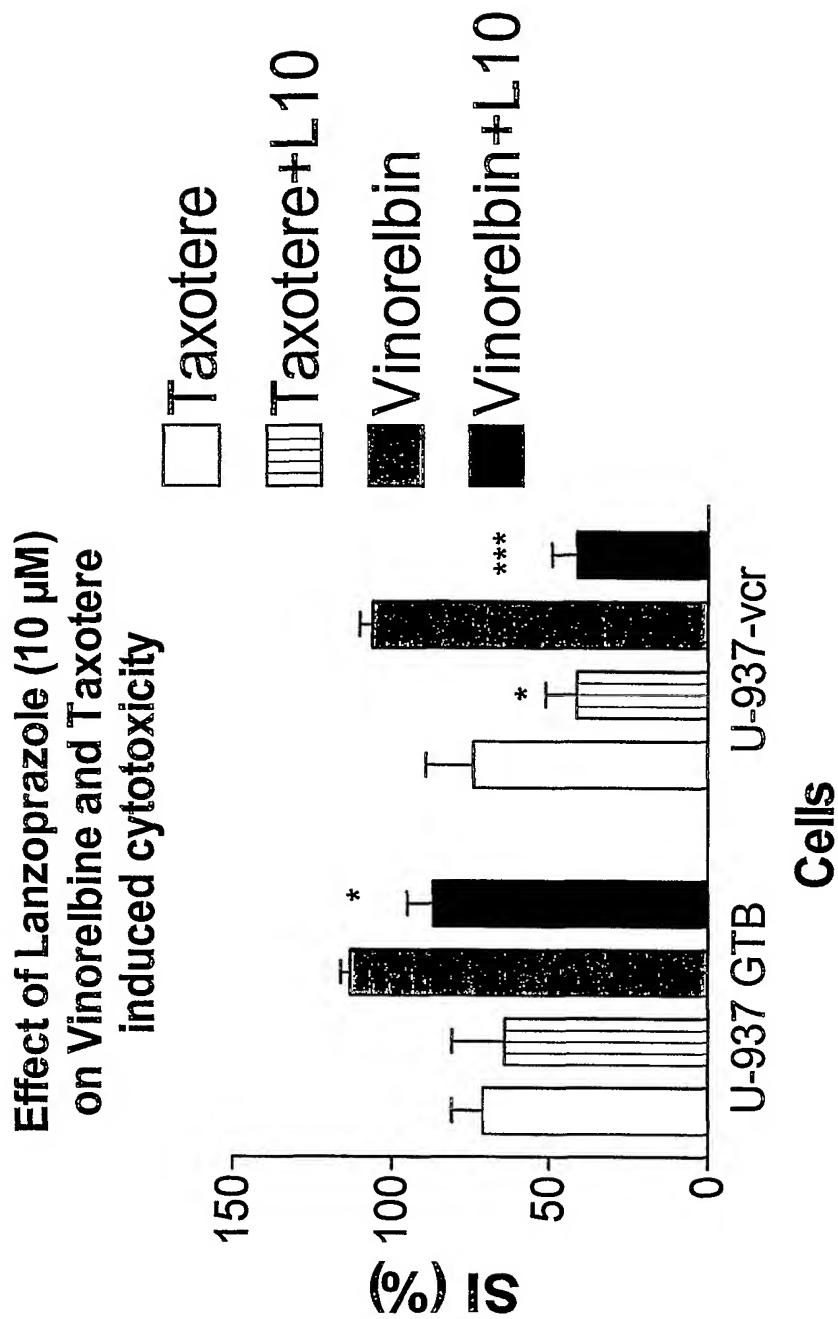 Effect of Lanzoprazole (10 µM)
on Vinorelbine and Taxotere
induced cytotoxicity
SI (%)
150
100
50
0
*
*
***
U-937 GTB
U-937-vcr
Cells
Taxotere
Taxotere+L10
Vinorelbin
Vinorelbin+L10